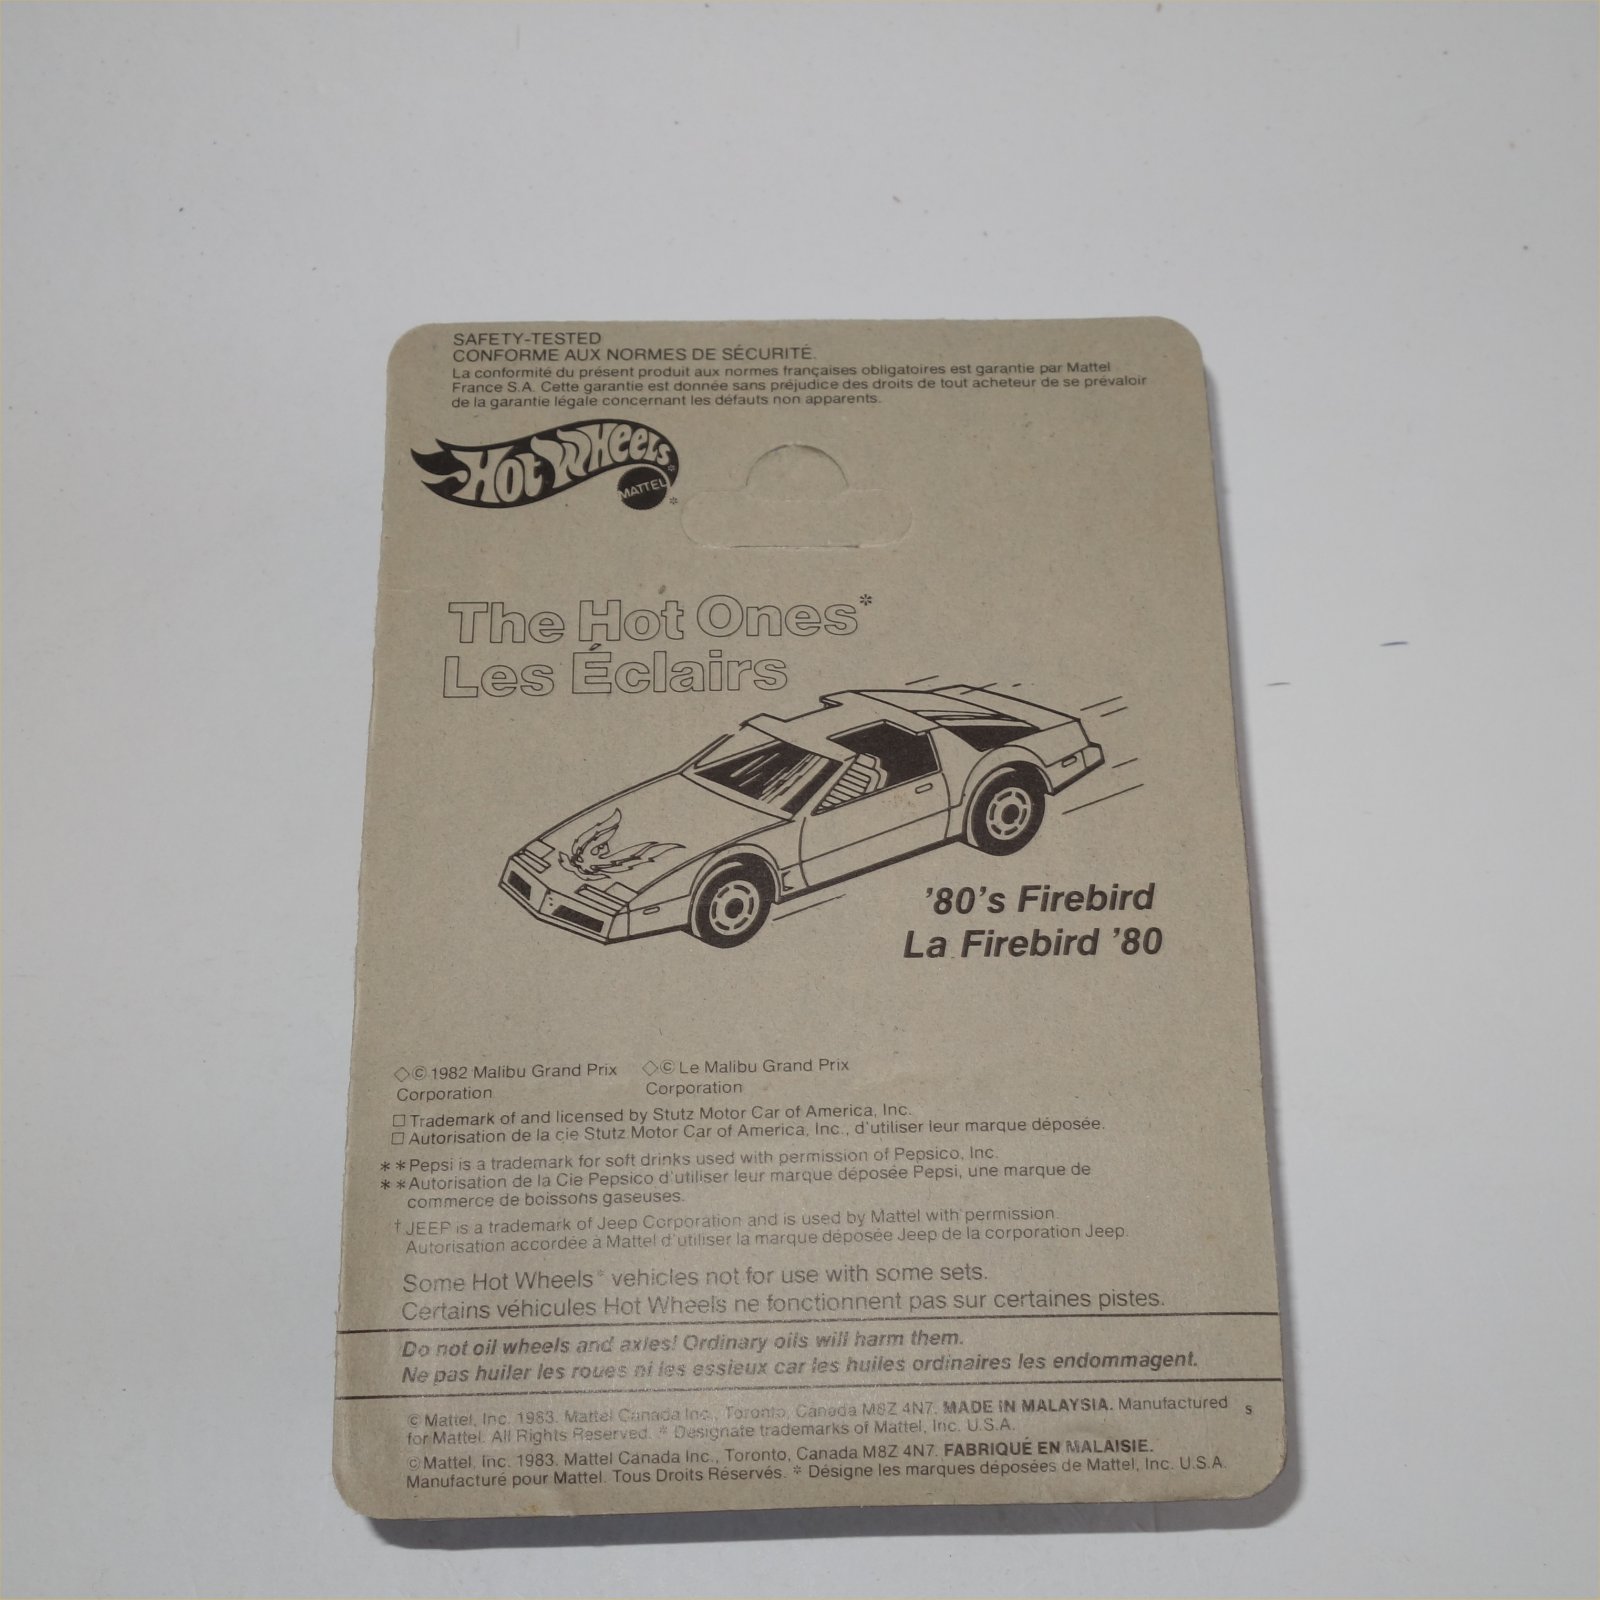 SAFETY-TESTED
CONFORME AUX NORMES DE SÉCURITÉ.
La conformité du présent produit aux normes françaises obligatoires est garantie par Mattel
France S.A. Cette garantie est donnée sans préjudice des droits de tout acheteur de se prévaloir
de la garantie légale concernant les défauts non apparents.
Hot Wheels*
MATTEL*
The Hot Ones*
Les Éclairs
'80's Firebird
La Firebird '80
◇© 1982 Malibu Grand Prix
Corporation
◇© Le Malibu Grand Prix
Corporation
□ Trademark of and licensed by Stutz Motor Car of America, Inc.
□ Autorisation de la cie Stutz Motor Car of America, Inc., d'utiliser leur marque déposée.
**Pepsi is a trademark for soft drinks used with permission of Pepsico, Inc.
**Autorisation de la Cie Pepsico d'utiliser leur marque déposée Pepsi, une marque de
commerce de boissons gaseuses.
† JEEP is a trademark of Jeep Corporation and is used by Mattel with permission.
Autorisation accordée à Mattel d'utiliser la marque déposée Jeep de la corporation Jeep.
Some Hot Wheels* vehicles not for use with some sets.
Certains véhicules Hot Wheels ne fonctionnent pas sur certaines pistes.
Do not oil wheels and axles! Ordinary oils will harm them.
Ne pas huiler les roues ni les essieux car les huiles ordinaires les endommagent.
© Mattel, Inc. 1983. Mattel Canada Inc., Toronto, Canada M8Z 4N7. MADE IN MALAYSIA. Manufactured s
for Mattel. All Rights Reserved. * Designate trademarks of Mattel, Inc. U.S.A.
© Mattel, Inc. 1983. Mattel Canada Inc., Toronto, Canada M8Z 4N7. FABRIQUÉ EN MALAISIE.
Manufacturé pour Mattel. Tous Droits Réservés. * Désigne les marques déposées de Mattel, Inc. U.S.A.